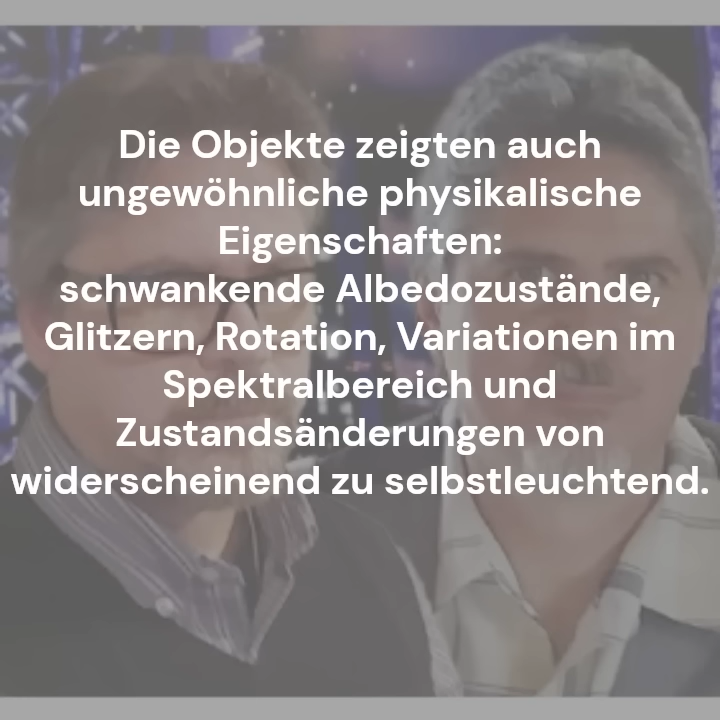 Die Objekte zeigten auch
ungewöhnliche physikalische
Eigenschaften:
schwankende Albedozustände,
Glitzern, Rotation, Variationen im
Spektralbereich und
Zustandsänderungen von
widerscheinend zu selbstleuchtend.